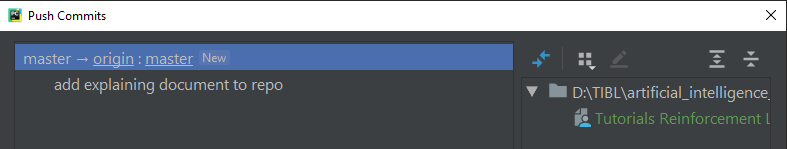 Push Commits
master → origin : master New
add explaining document to repo
D:\TIBL\artificial_intelligence_
Tutorials Reinforcement L